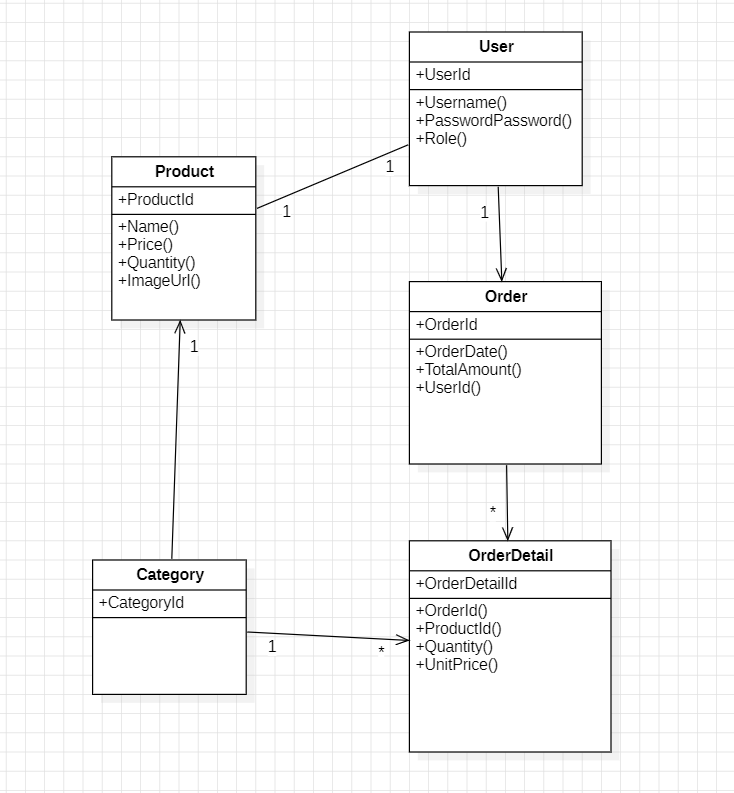 User
+UserId
+Username()
+PasswordPassword()
+Role()
1
1
Product
+ProductId
+Name()
+Price()
+Quantity()
+ImageUrl()
1
1
Order
+OrderId
+OrderDate()
+TotalAmount()
+UserId()
*
Category
+CategoryId
1
*
OrderDetail
+OrderDetailId
+OrderId()
+ProductId()
+Quantity()
+UnitPrice()